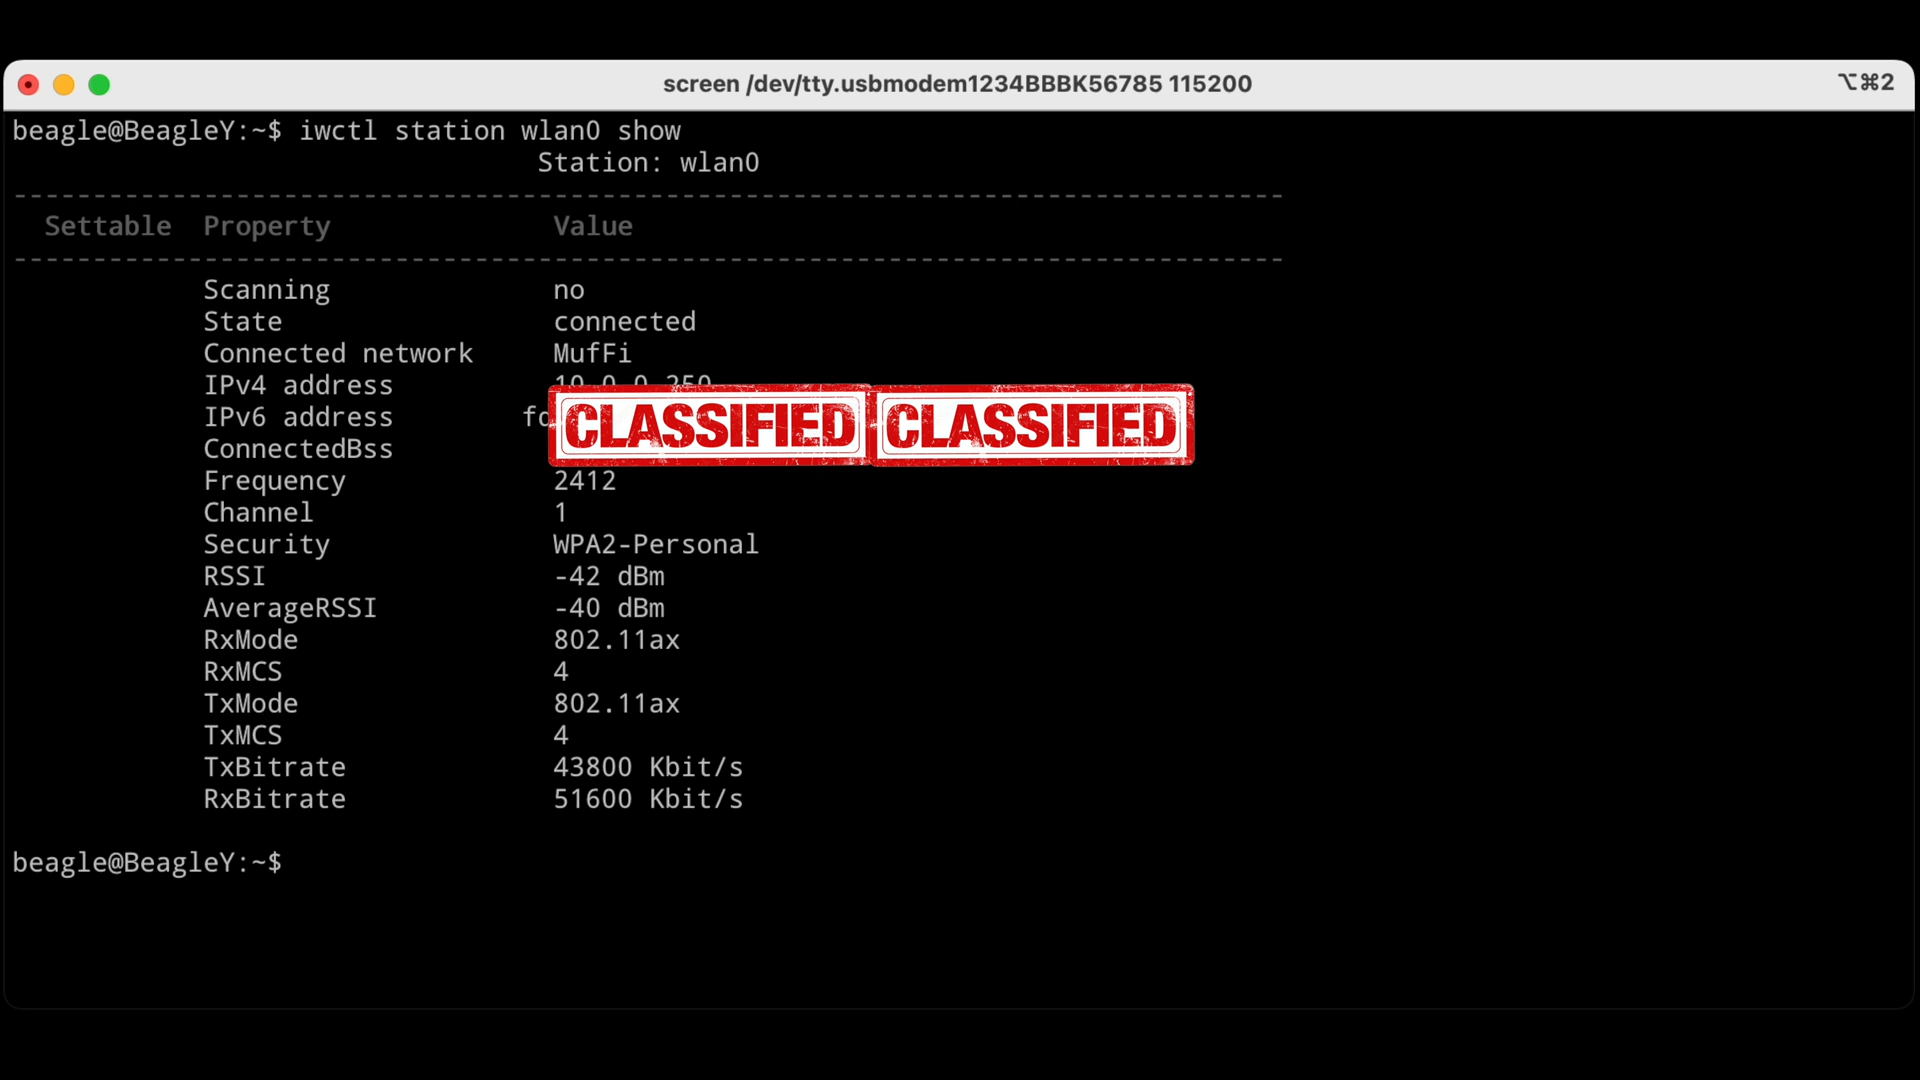 screen /dev/tty.usbmodem1234BBBK56785 115200 ⌥⌘2
beagle@BeagleY:~$ iwctl station wlan0 show
Station: wlan0
--------------------------------------------------------------------------------
Settable Property Value
--------------------------------------------------------------------------------
Scanning no
State connected
Connected network MufFi
IPv4 address
IPv6 address CLASSIFIED CLASSIFIED
ConnectedBss
Frequency 2412
Channel 1
Security WPA2-Personal
RSSI -42 dBm
AverageRSSI -40 dBm
RxMode 802.11ax
RxMCS 4
TxMode 802.11ax
TxMCS 4
TxBitrate 43800 Kbit/s
RxBitrate 51600 Kbit/s
beagle@BeagleY:~$